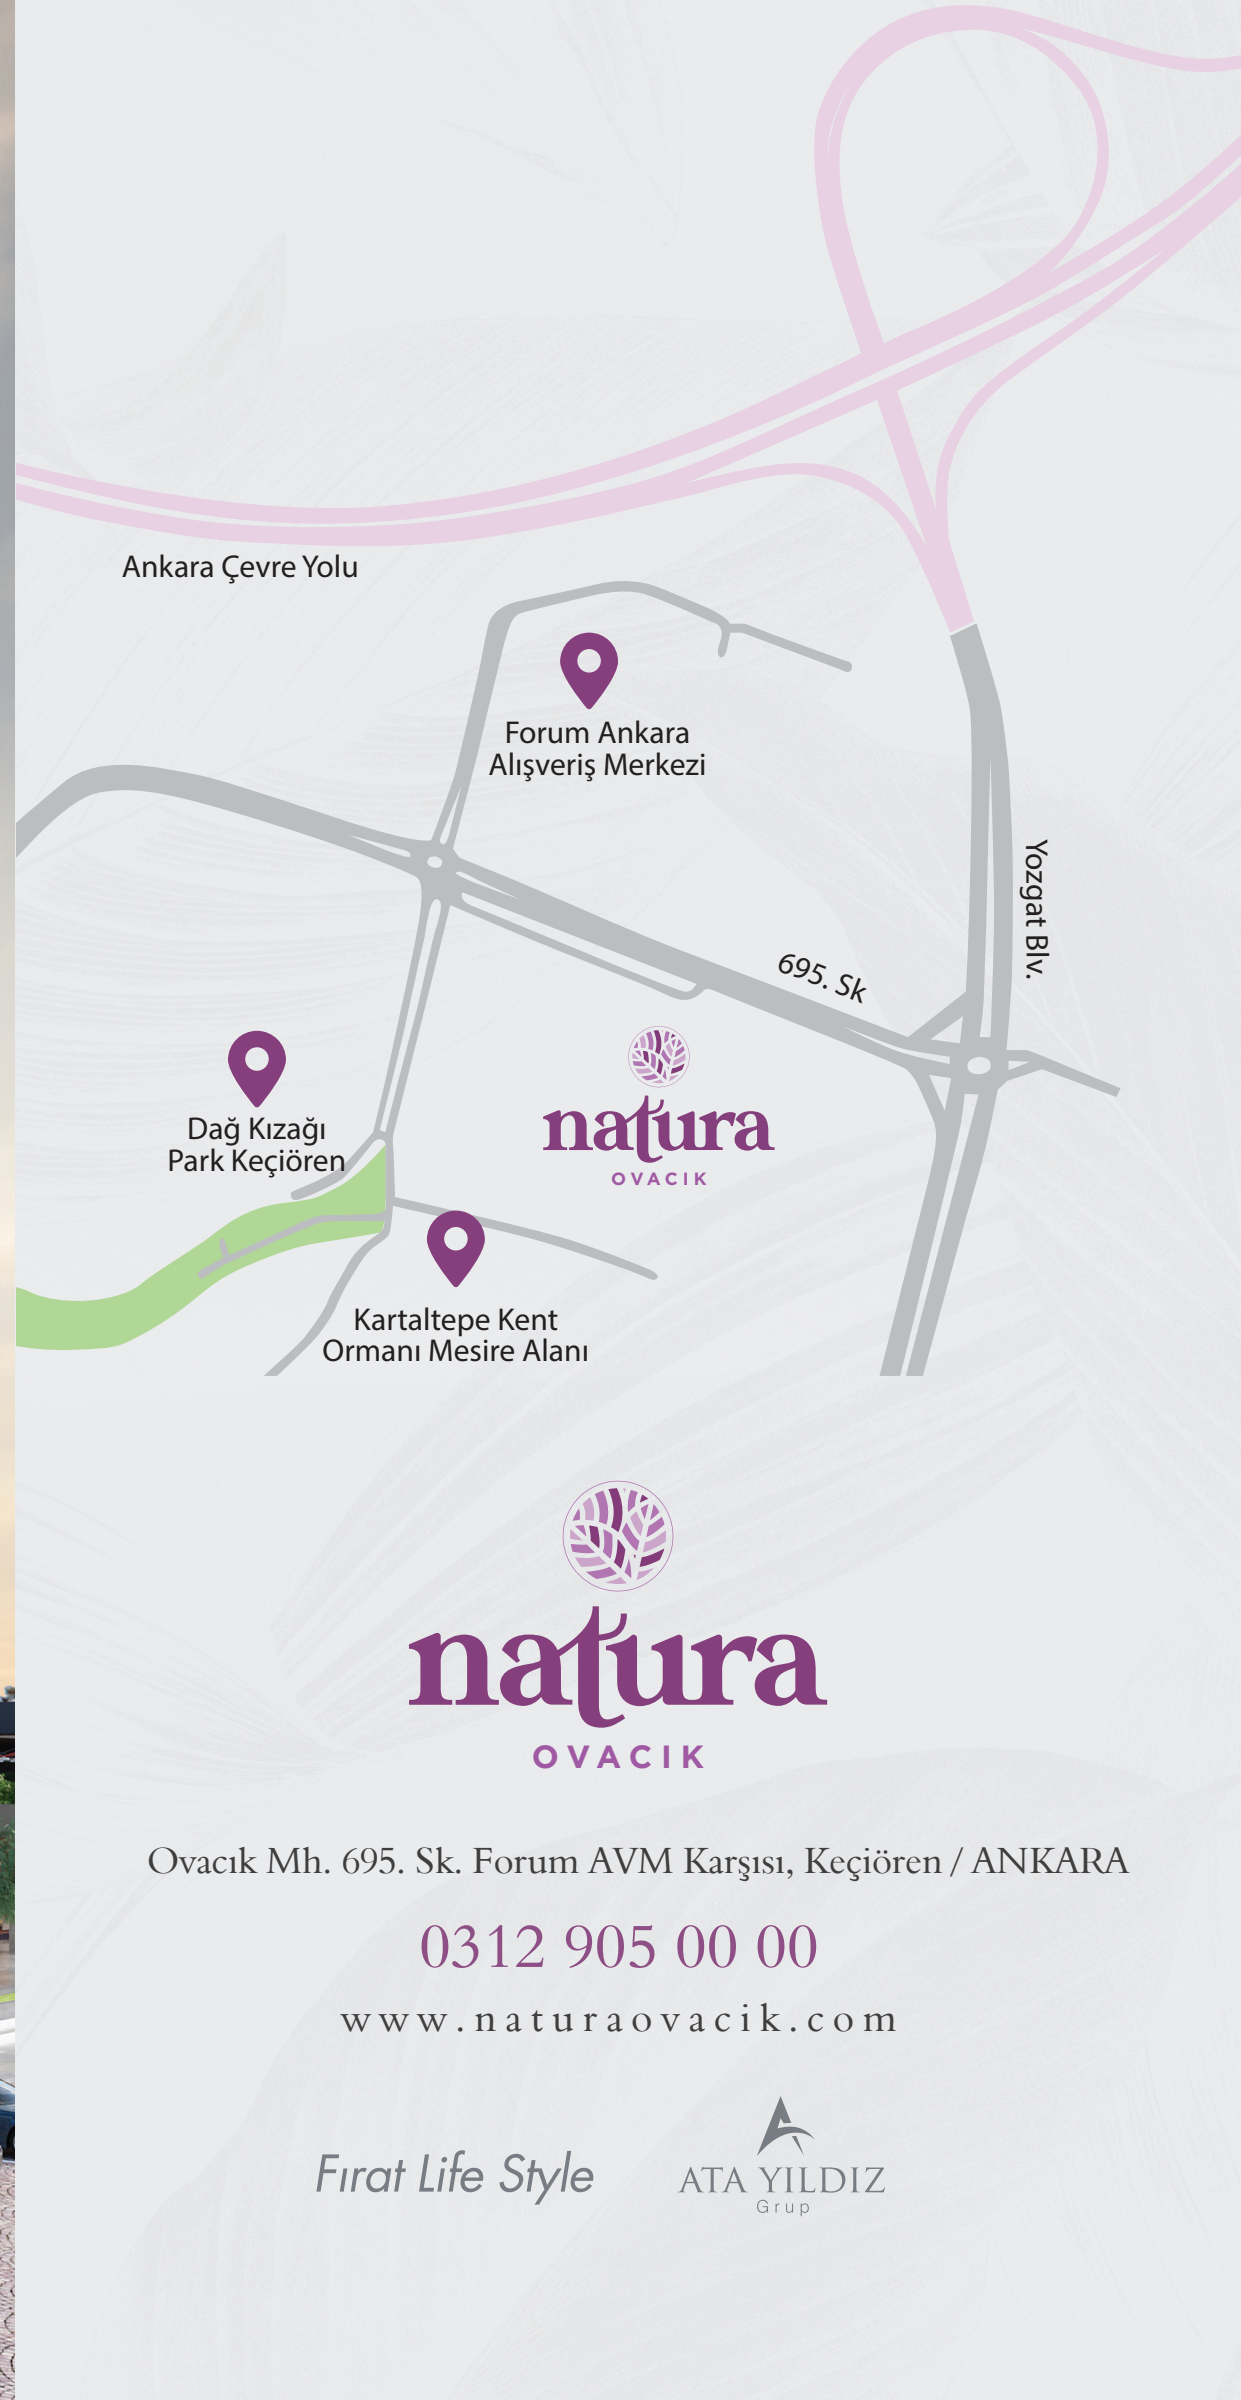 Ankara Çevre Yolu
Forum Ankara
Alışveriş Merkezi
Yozgat Blv.
695. Sk
natura
OVACIK
Dağ Kızağı
Park Keçiören
Kartaltepe Kent
Ormanı Mesire Alanı
natura
OVACIK
Ovacık Mh. 695. Sk. Forum AVM Karşısı, Keçiören / ANKARA
0312 905 00 00
www.naturaovacik.com
Fırat Life Style
ATA YILDIZ
Grup